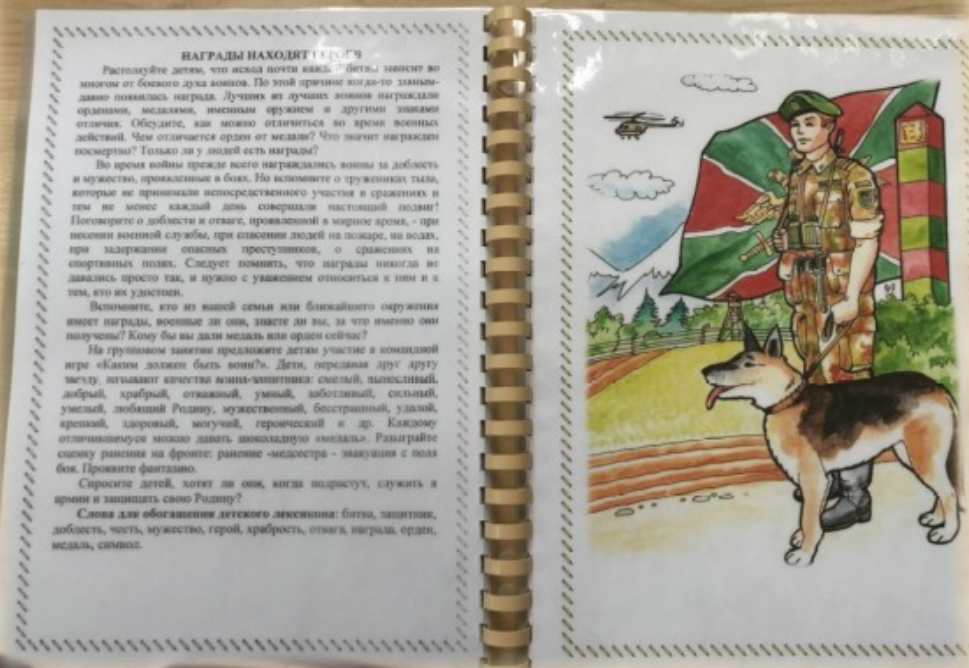 НАГРАДЫ НАХОДЯТ ГЕРОЕВ
Растолкуйте детям, что исход почти каждой битвы зависит во
многом от боевого духа воинов. По этой причине когда-то давным-
давно появилась награда. Лучших из лучших воинов награждали
орденами, медалями, именным оружием и другими знаками
отличия. Обсудите, как можно отличиться во время военных
действий. Чем отличается орден от медали? Что значит награжден
посмертно? Только ли у людей есть награды?
Во время войны прежде всего награждались воины за доблесть
и мужество, проявленные в боях. Но вспомните о тружениках тыла,
которые не принимали непосредственного участия в сражениях и
тем не менее каждый день совершали настоящий подвиг!
Поговорите о доблести и отваге, проявленной в мирное время, - при
несении военной службы, при спасении людей на пожаре, на водах,
при задержании опасных преступников, о сражениях на
спортивных полях. Следует помнить, что награды никогда не
давались просто так, и нужно с уважением относиться к ним и к
тем, кто их удостоен.
Вспомните, кто из вашей семьи или ближайшего окружения
имеет награды, военные ли они, знаете ли вы, за что именно они
получены? Кому бы вы дали медаль или орден сейчас?
На групповом занятии предложите детям участие в командной
игре «Каким должен быть воин?». Дети, передавая друг другу
звезду, называют качества воина-защитника: смелый, выносливый,
добрый, храбрый, отважный, умный, заботливый, сильный,
умелый, любящий Родину, мужественный, бесстрашный, удалой,
крепкий, здоровый, могучий, героический и др. Каждому
отличившемуся можно давать шоколадную «медаль». Разыграйте
сценку ранения на фронте: ранение -медсестра - эвакуация с поля
боя. Проявите фантазию.
Спросите детей, хотят ли они, когда подрастут, служить в
армии и защищать свою Родину?
Слова для обогащения детского лексикона: битва, защитник,
доблесть, честь, мужество, герой, храбрость, отвага, награда, орден,
медаль, символ.